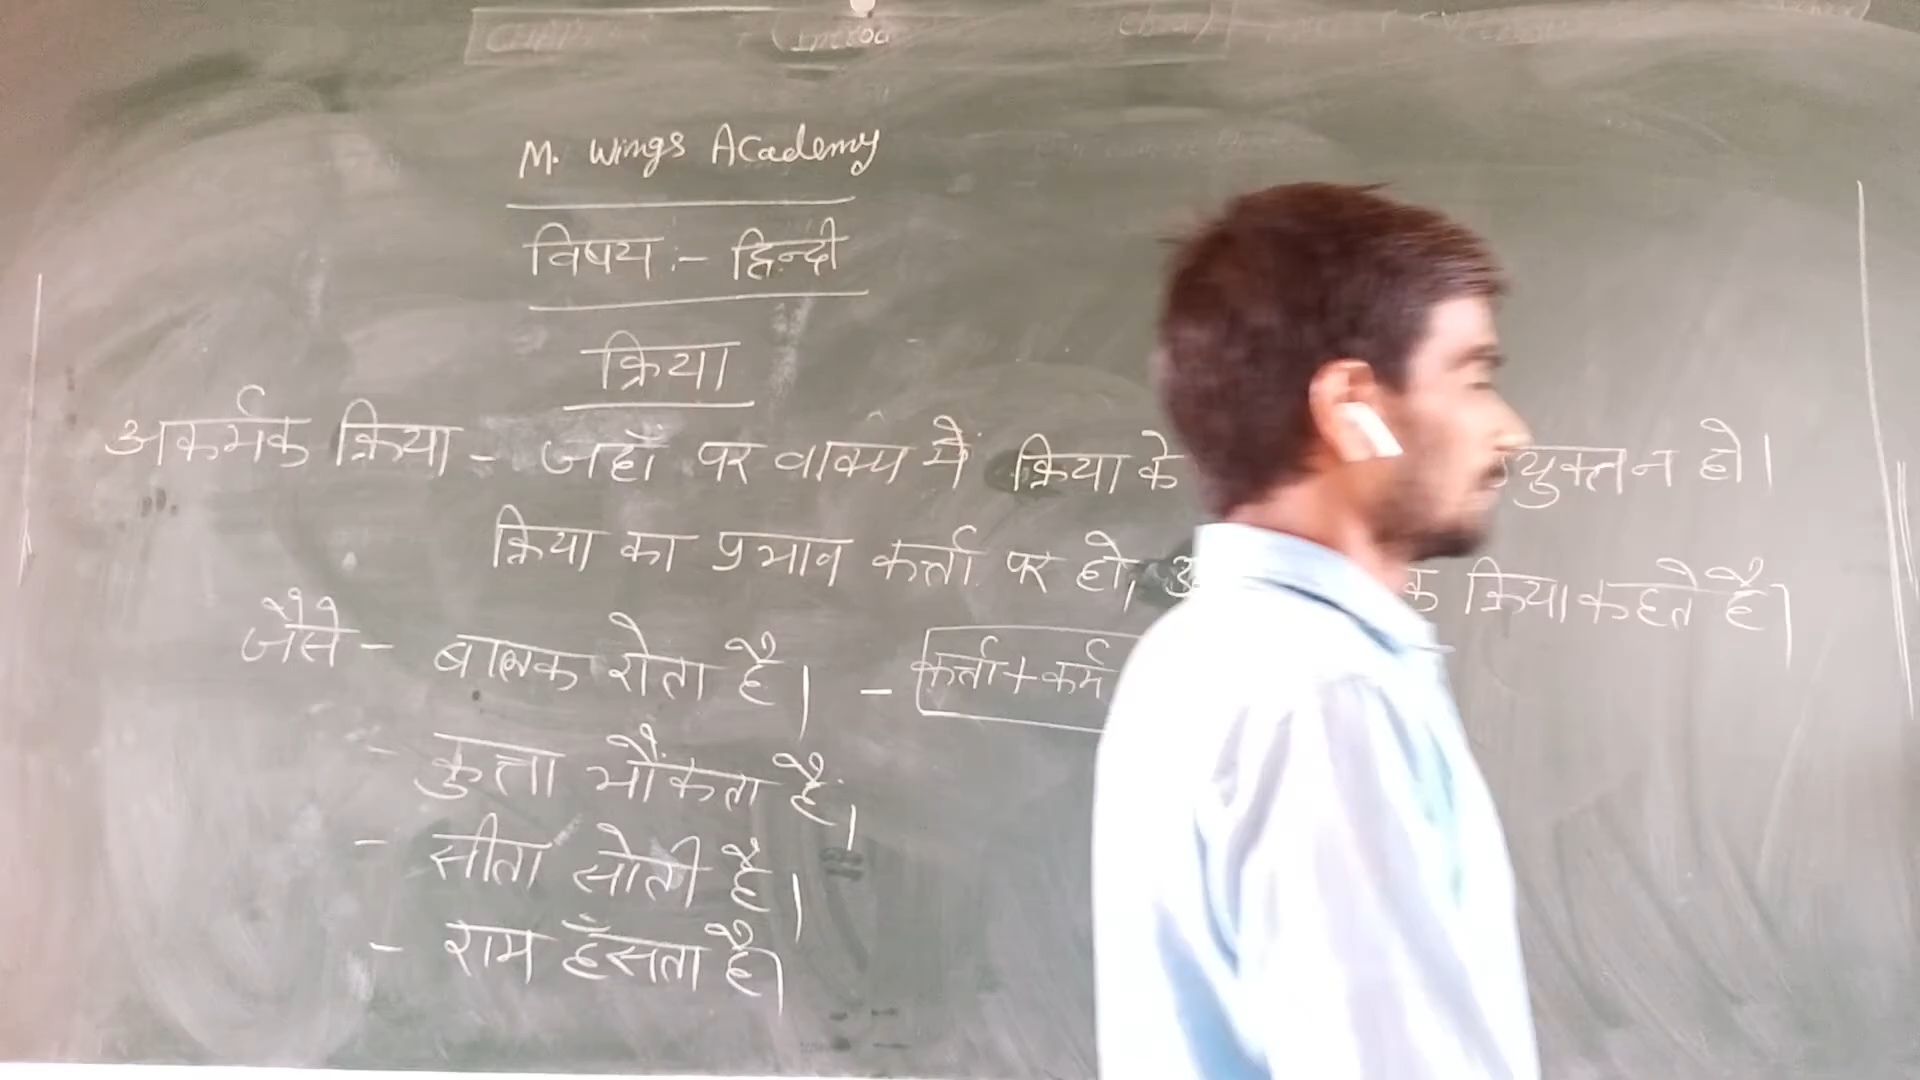 M. Wings Academy
विषय :- हिन्दी
क्रिया
अकर्मक क्रिया - जहाँ पर वाक्य में क्रिया के युक्त न हो।
क्रिया का प्रभाव कर्त्ता पर हो, क्रिया कहते है।
जैसे - बालक रोता है। - कर्त्ता + कर्म
- कुत्ता भौंकता है।
- सीता सोती है।
- राम हँसता है।